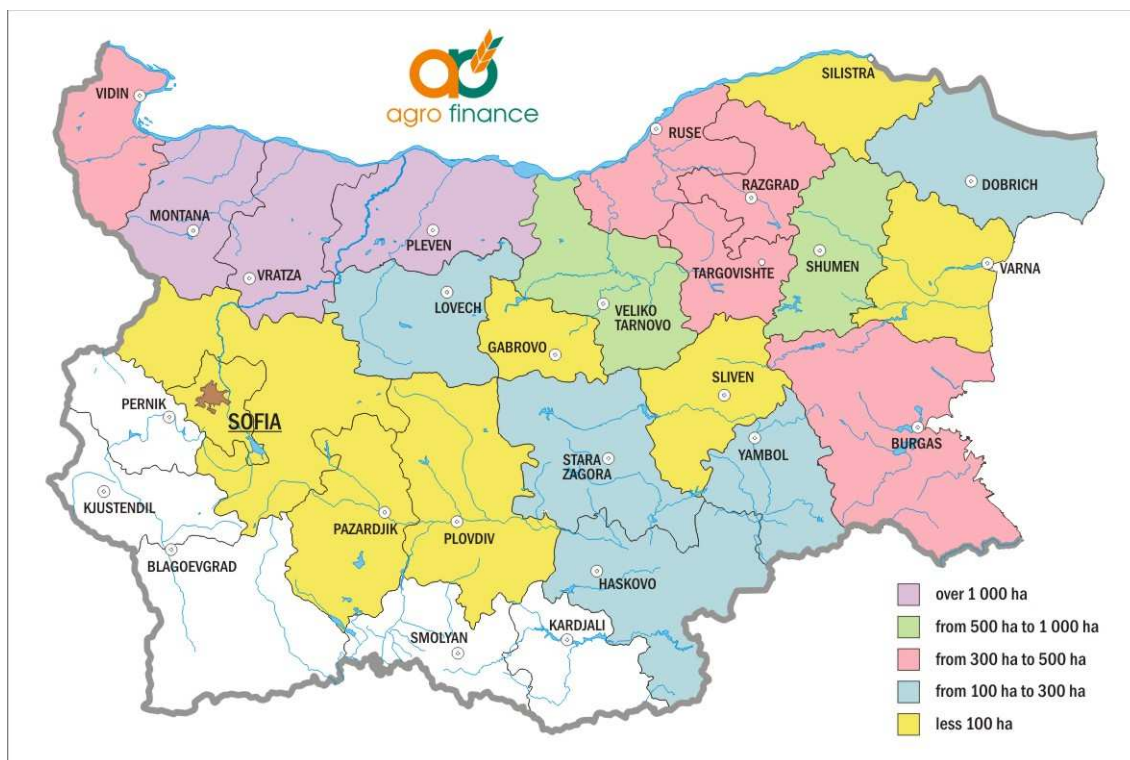 agro finance
VIDIN
SILISTRA
RUSE
RAZGRAD
DOBRICH
MONTANA
PLEVEN
VRATZA
TARGOVISHTE
SHUMEN
VARNA
LOVECH
VELIKO
TARNOVO
GABROVO
SLIVEN
PERNIK
SOFIA
BURGAS
YAMBOL
STARA
ZAGORA
KJUSTENDIL
PAZARDJIK
PLOVDIV
BLAGOEVGRAD
HASKOVO
SMOLYAN
KARDJALI
over 1 000 ha
from 500 ha to 1 000 ha
from 300 ha to 500 ha
from 100 ha to 300 ha
less 100 ha